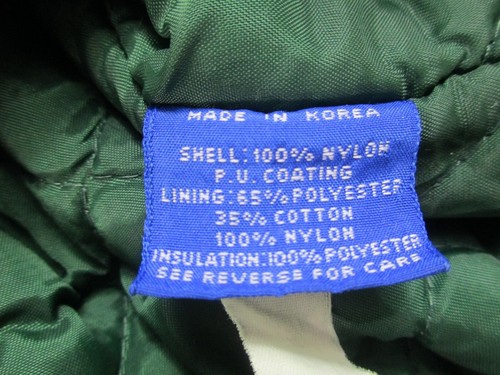 MADE IN KOREA
SHELL: 100% NYLON
P.U. COATING
LINING: 65% POLYESTER
35% COTTON
100% NYLON
INSULATION: 100% POLYESTER
SEE REVERSE FOR CARE